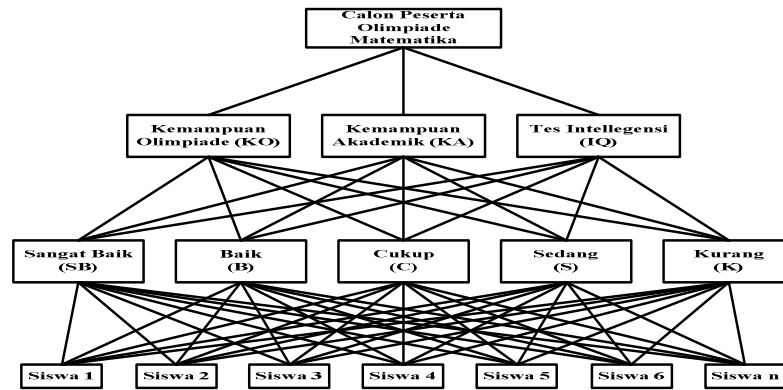 Calon Peserta
Olimpiade
Matematika
Kemampuan
Olimpiade (KO)
Kemampuan
Akademik (KA)
Tes Intellegensi
(IQ)
Sangat Baik
(SB)
Baik
(B)
Cukup
(C)
Sedang
(S)
Kurang
(K)
Siswa 1
Siswa 2
Siswa 3
Siswa 4
Siswa 5
Siswa 6
Siswa n